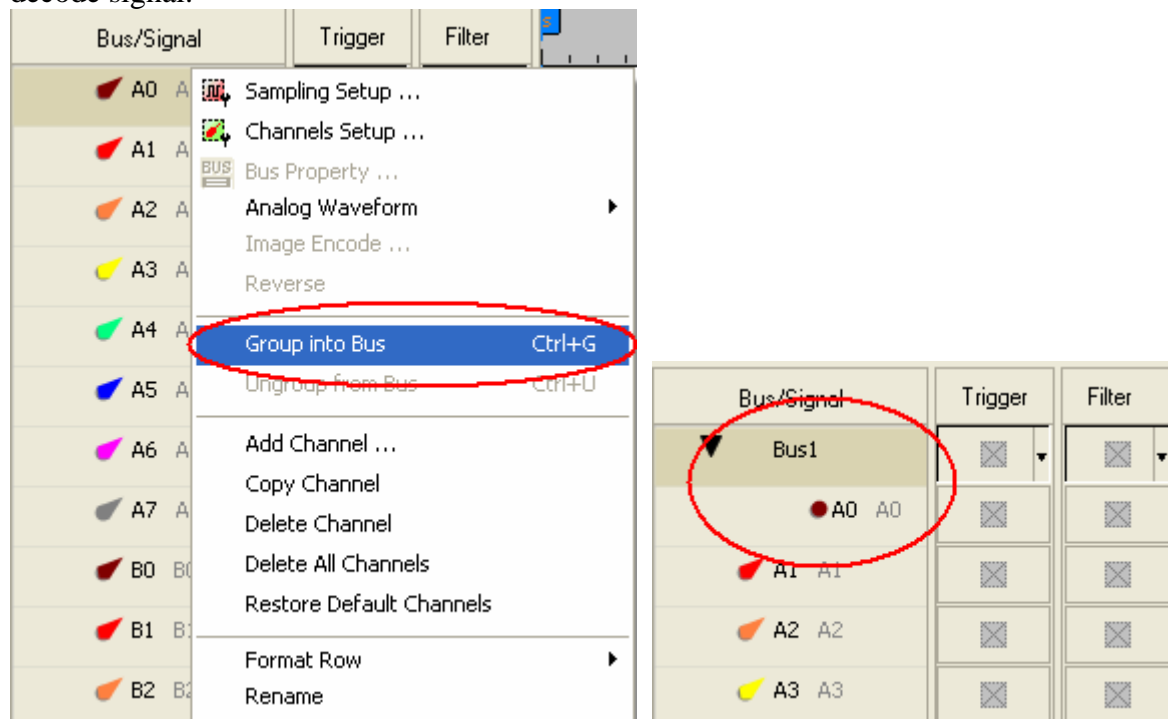 decode signal.
Bus/Signal Trigger Filter s
A0 A
A1 A
A2 A
A3 A
A4 A
A5 A
A6 A
A7 A
B0 B0
B1 B
B2 B2
Sampling Setup ...
Channels Setup ...
BUS Bus Property ...
Analog Waveform
Image Encode ...
Reverse
Group into Bus Ctrl+G
Ungroup from Bus Ctrl+U
Add Channel ...
Copy Channel
Delete Channel
Delete All Channels
Restore Default Channels
Format Row
Rename
Bus/Signal Trigger Filter
Bus1
A0 A0
A1 A1
A2 A2
A3 A3